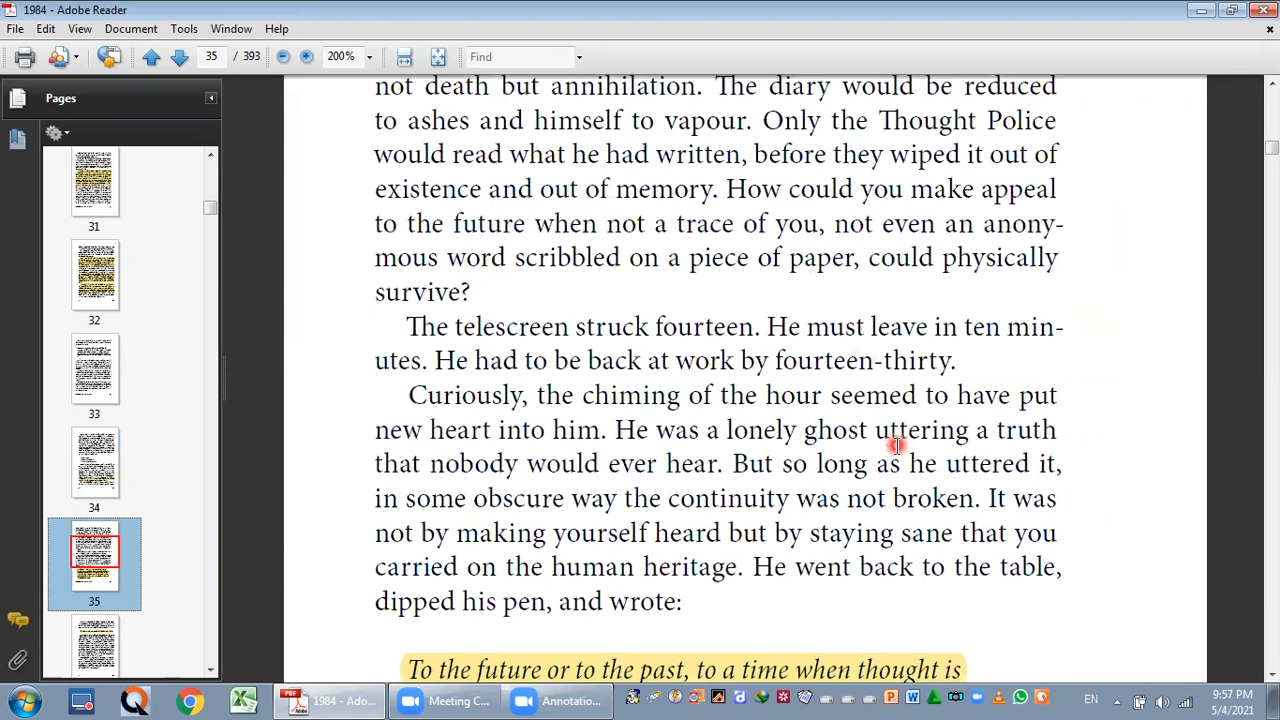 1984 - Adobe Reader
File Edit View Document Tools Window Help
35 / 393 200% Find
Pages
31
32
33
34
35
not death but annihilation. The diary would be reduced
to ashes and himself to vapour. Only the Thought Police
would read what he had written, before they wiped it out of
existence and out of memory. How could you make appeal
to the future when not a trace of you, not even an anony-
mous word scribbled on a piece of paper, could physically
survive?
The telescreen struck fourteen. He must leave in ten min-
utes. He had to be back at work by fourteen-thirty.
Curiously, the chiming of the hour seemed to have put
new heart into him. He was a lonely ghost uttering a truth
that nobody would ever hear. But so long as he uttered it,
in some obscure way the continuity was not broken. It was
not by making yourself heard but by staying sane that you
carried on the human heritage. He went back to the table,
dipped his pen, and wrote:
To the future or to the past, to a time when thought is
1984 - Ado... Meeting C... Annotatio... EN 9:57 PM
5/4/2021